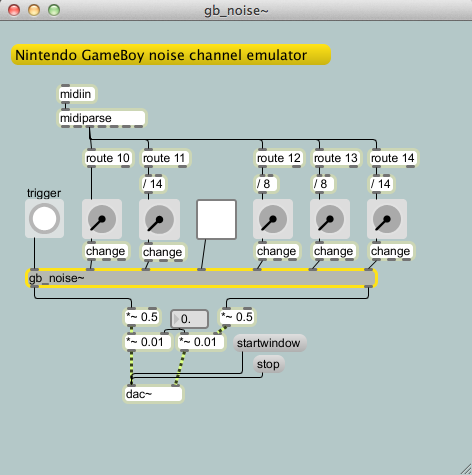 gb_noise~
Nintendo GameBoy noise channel emulator
midiin
midiparse
route 10 route 11 route 12 route 13 route 14
/ 14 / 8 / 8 / 14
trigger
change change change change change
gb_noise~
*~ 0.5 0. *~ 0.5
*~ 0.01 *~ 0.01 startwindow
stop
dac~